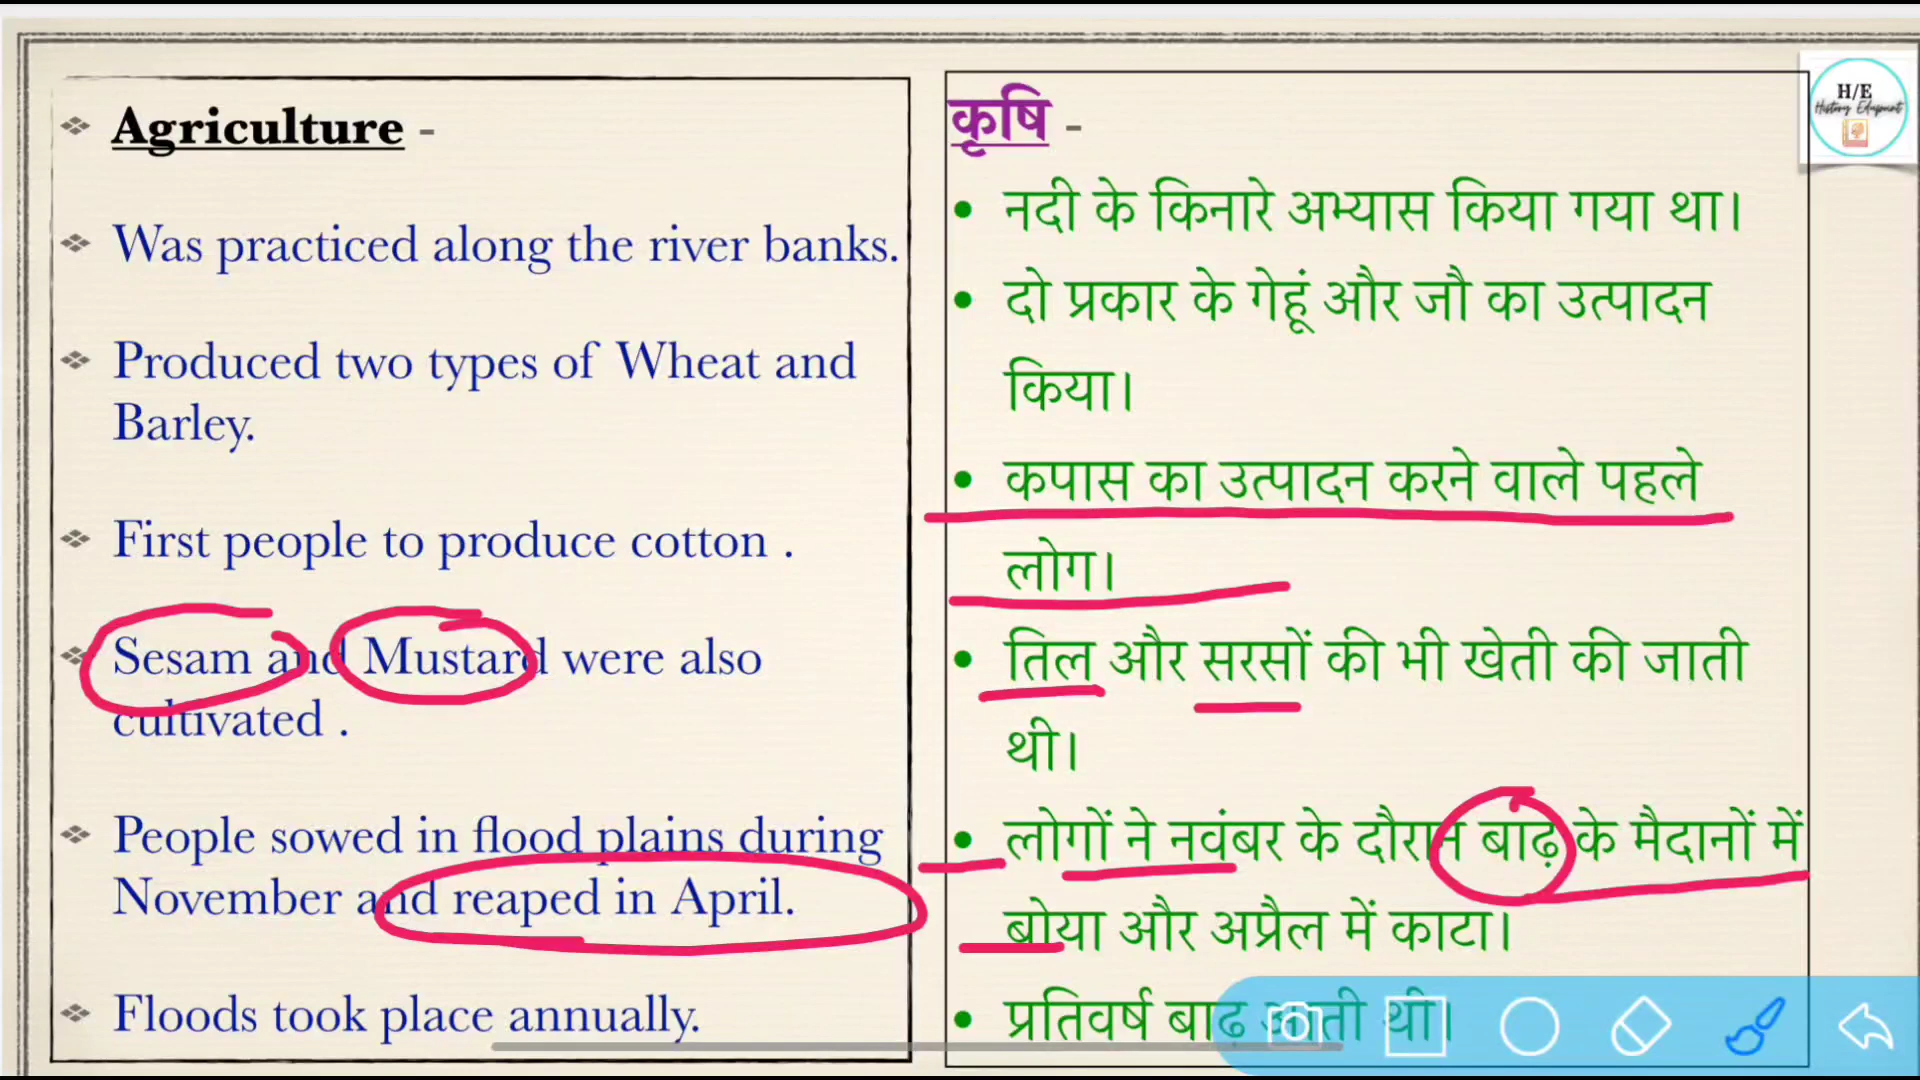 Agriculture -
Was practiced along the river banks.
Produced two types of Wheat and
Barley.
First people to produce cotton .
Sesam and Mustard were also
cultivated .
People sowed in flood plains during
November and reaped in April.
Floods took place annually.
कृषि -
नदी के किनारे अभ्यास किया गया था।
दो प्रकार के गेहूं और जौ का उत्पादन
किया।
कपास का उत्पादन करने वाले पहले
लोग।
तिल और सरसों की भी खेती की जाती
थी।
लोगों ने नवंबर के दौरान बाढ़ के मैदानों में
बोया और अप्रैल में काटा।
प्रतिवर्ष बाढ़ आती थी।
H/E
History Edupoint